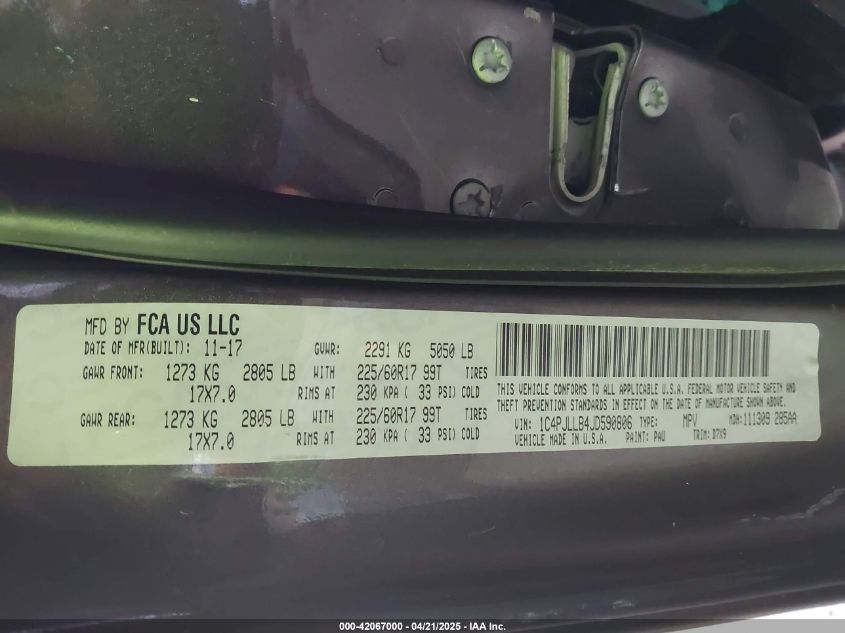 MFD BY FCA US LLC
DATE OF MFR(BUILT): 11-17 GVWR: 2291 KG 5050 LB
GAWR FRONT: 1273 KG 2805 LB WITH 225/60R17 99T TIRES
17X7.0 RIMS AT 230 KPA ( 33 PSI) COLD
GAWR REAR: 1273 KG 2805 LB WITH 225/60R17 99T TIRES
17X7.0 RIMS AT 230 KPA ( 33 PSI) COLD
THIS VEHICLE CONFORMS TO ALL APPLICABLE U.S.A. FEDERAL MOTOR VEHICLE SAFETY AND
THEFT PREVENTION STANDARDS IN EFFECT ON THE DATE OF MANUFACTURE SHOWN ABOVE.
VIN: 1C4PJLLB4JD590806 TYPE: MPV MDH: 111309 285AA
VEHICLE MADE IN U.S.A. PAINT: PAU TRIM: D7X9
000-42067000 / 04/21/2025 - IAA Inc.